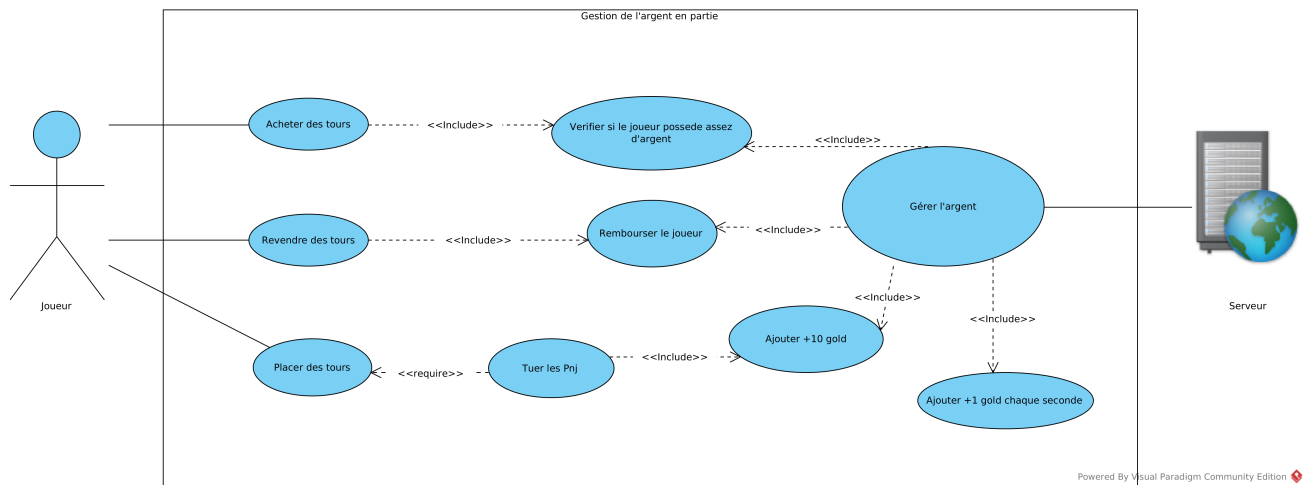 Gestion de l'argent en partie
Acheter des tours
<<Include>>
Verifier si le joueur possede assez
d'argent
<<Include>>
Gérer l'argent
Revendre des tours
<<Include>>
Rembourser le joueur
<<Include>>
Joueur
Serveur
<<Include>>
<<Include>>
Placer des tours
<<require>>
Tuer les Pnj
<<Include>>
Ajouter +10 gold
Ajouter +1 gold chaque seconde
Powered By Visual Paradigm Community Edition